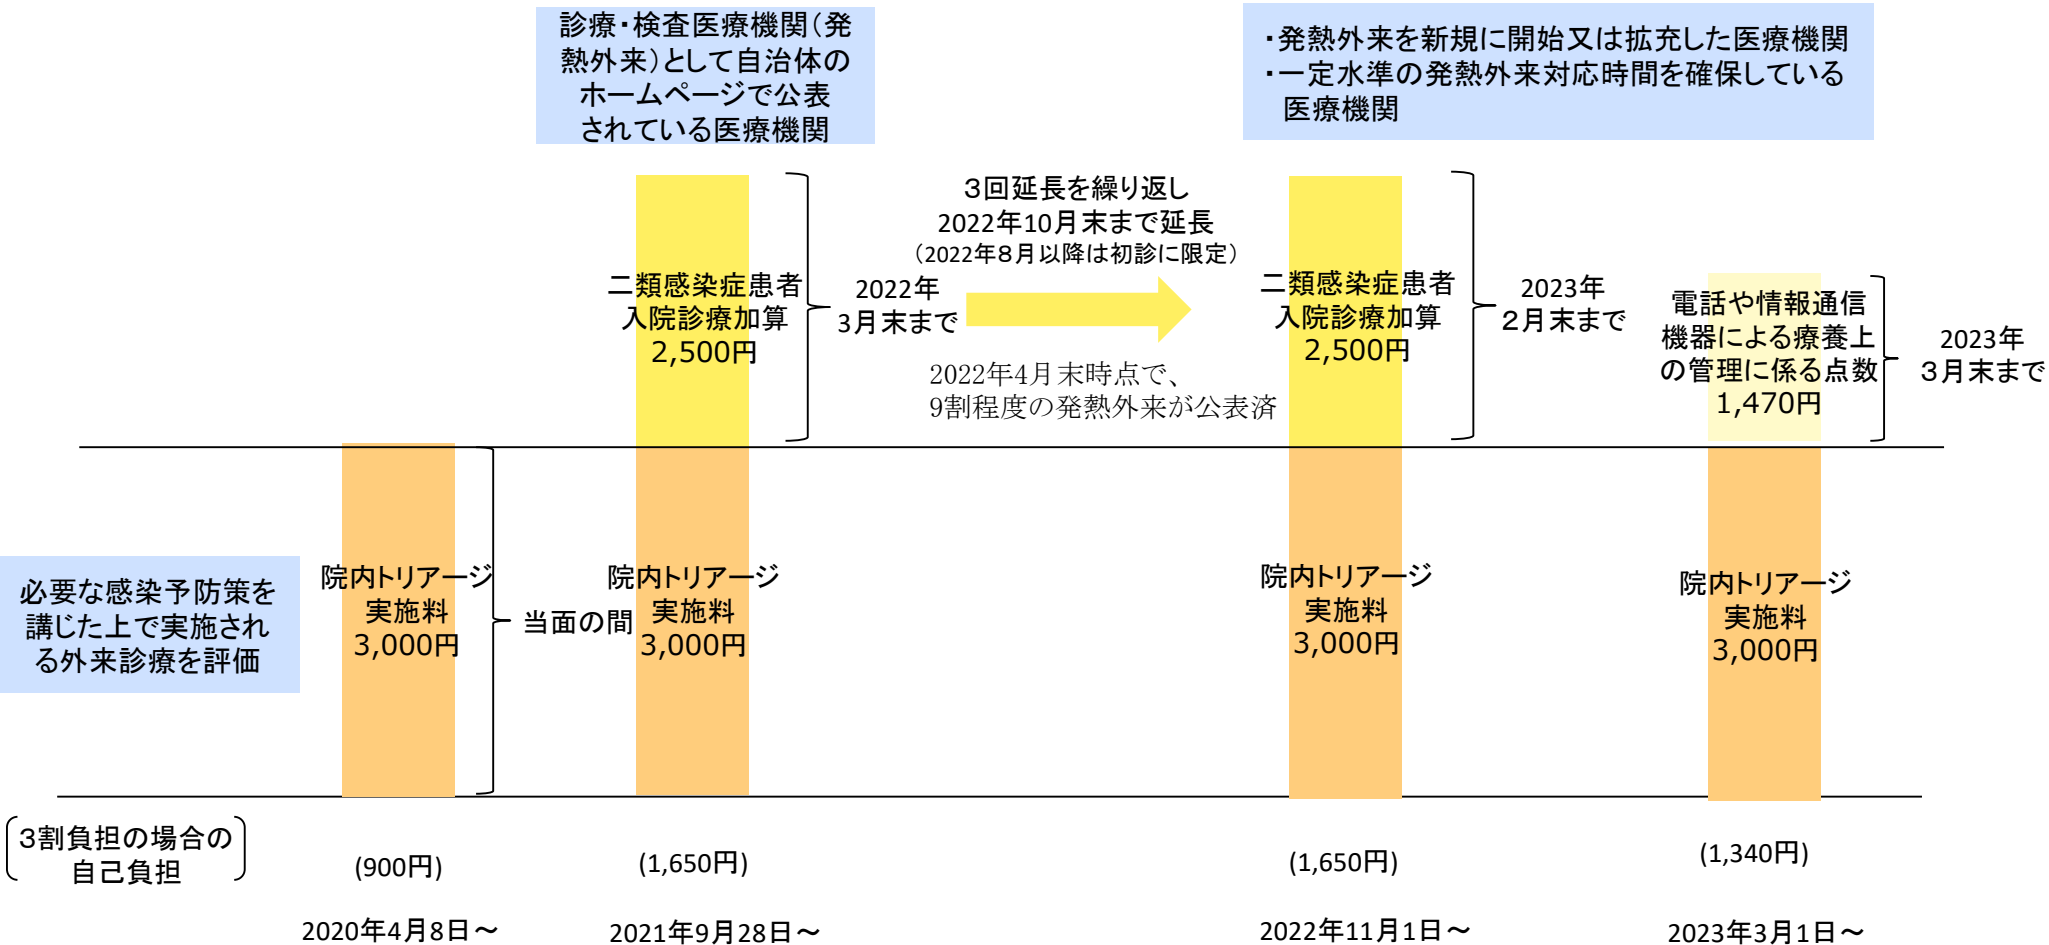 診療・検査医療機関（発
熱外来）として自治体の
ホームページで公表
されている医療機関
・発熱外来を新規に開始又は拡充した医療機関
・一定水準の発熱外来対応時間を確保している
医療機関
3回延長を繰り返し
2022年10月末まで延長
（2022年8月以降は初診に限定）
二類感染症患者
入院診療加算
2,500円
2022年
3月末まで
2022年4月末時点で、
9割程度の発熱外来が公表済
二類感染症患者
入院診療加算
2,500円
2023年
2月末まで
電話や情報通信
機器による療養上
の管理に係る点数
1,470円
2023年
3月末まで
必要な感染予防策を
講じた上で実施され
る外来診療を評価
院内トリアージ
実施料
3,000円
当面の間
院内トリアージ
実施料
3,000円
院内トリアージ
実施料
3,000円
院内トリアージ
実施料
3,000円
3割負担の場合の
自己負担
(900円)
(1,650円)
(1,650円)
(1,340円)
2020年4月8日～
2021年9月28日～
2022年11月1日～
2023年3月1日～